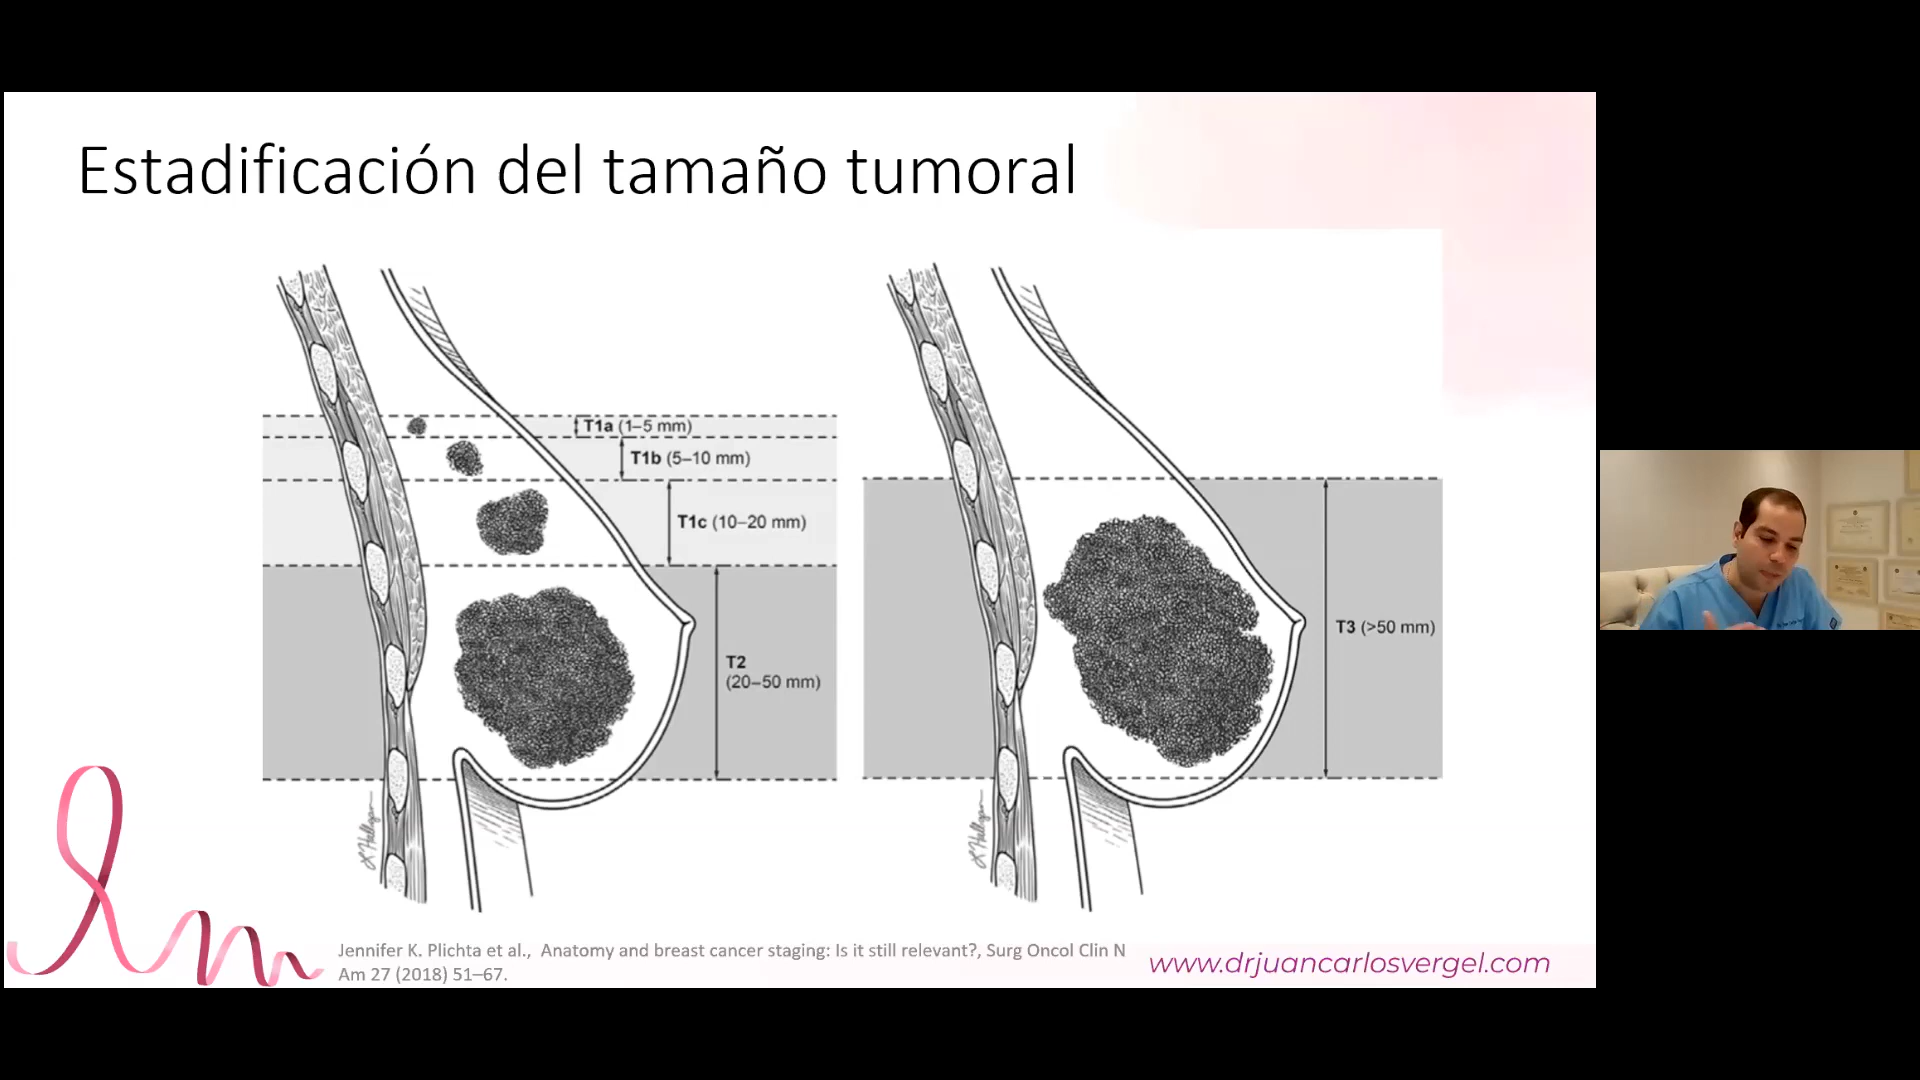 Estadificación del tamaño tumoral
T1a (1–5 mm)
T1b (5–10 mm)
T1c (10–20 mm)
T2
(20–50 mm)
T3 (>50 mm)
Jennifer K. Plichta et al., Anatomy and breast cancer staging: Is it still relevant?, Surg Oncol Clin N
Am 27 (2018) 51–67.
www.drjuancarlosvergel.com